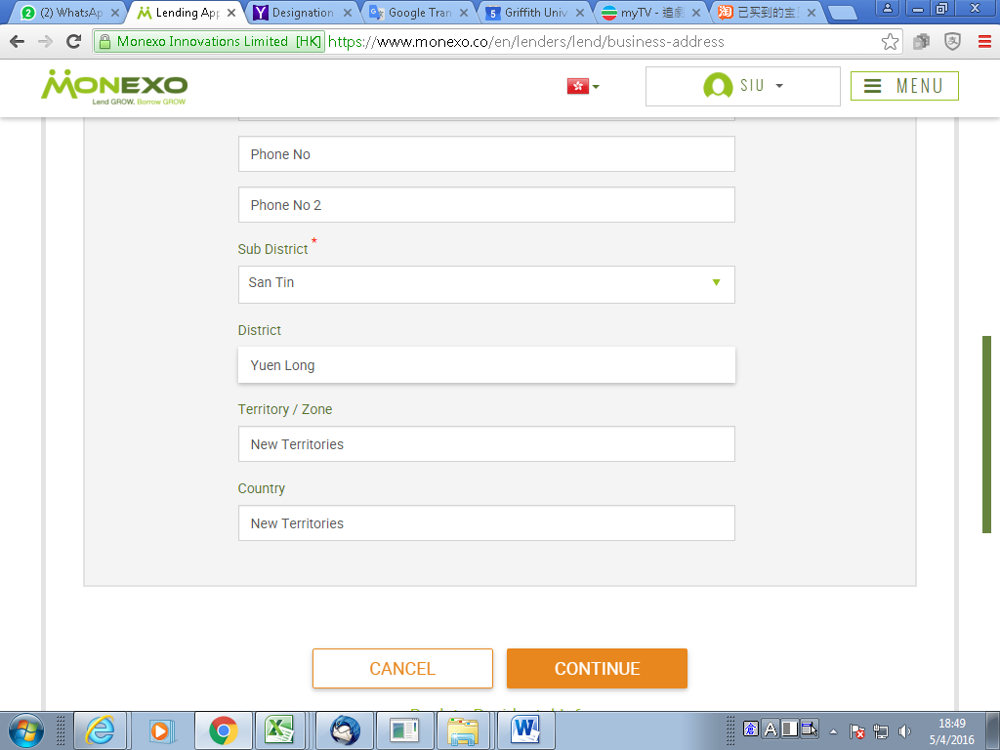 (2) WhatsAp
Lending App
Designation
Google Tran
Griffith Univ
myTV - 追劇
已买到的宝
Monexo Innovations Limited [HK]
https://www.monexo.co/en/lenders/lend/business-address
MONEXO
Lend GROW. Borrow GROW
SIU
MENU
Phone No
Phone No 2
Sub District *
San Tin
District
Yuen Long
Territory / Zone
New Territories
Country
New Territories
CANCEL
CONTINUE
18:49
5/4/2016